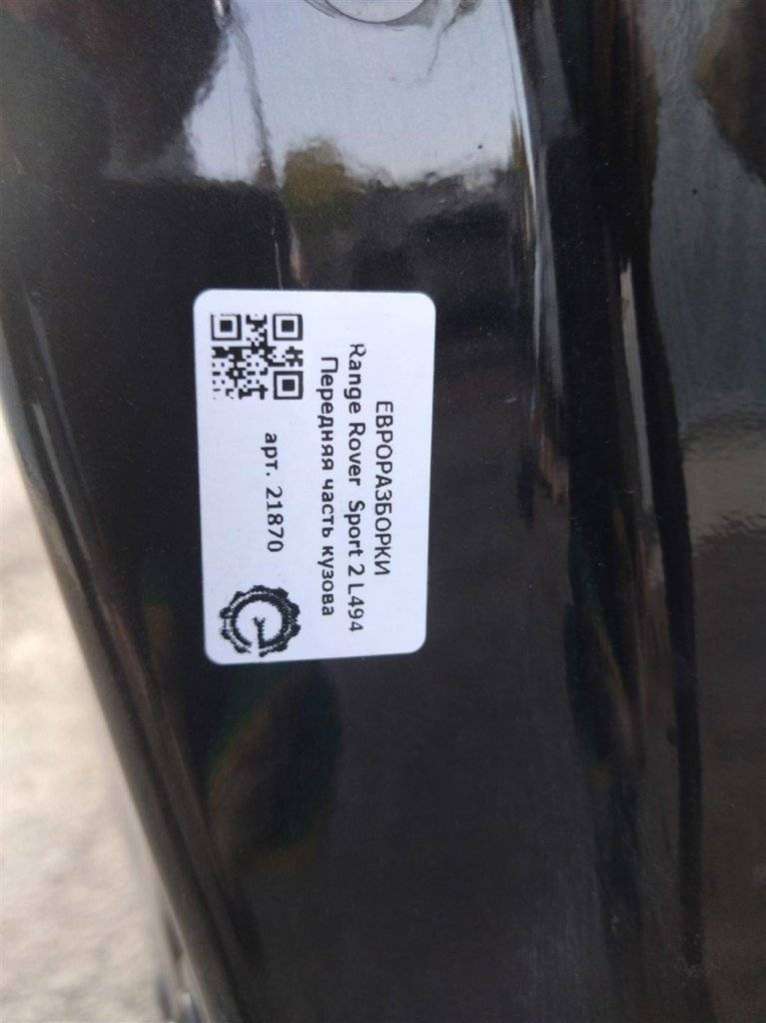 ЕВРОРАЗБОРКИ
Range Rover Sport 2 L494
Передняя часть кузова
арт. 21870